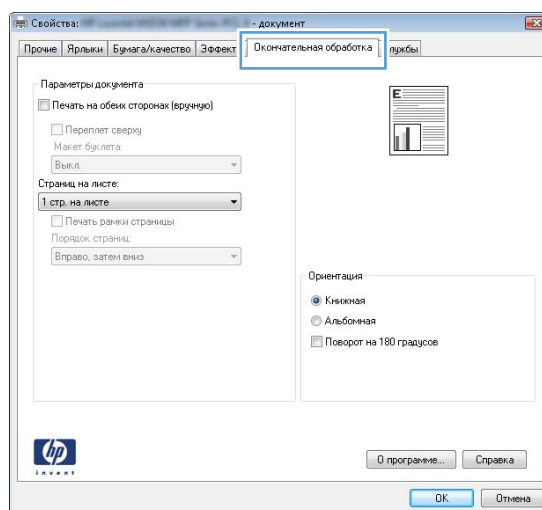 Свойства: - документ
Прочие Ярлыки Бумага/качество Эффект Окончательная обработка лужбы
Параметры документа
Печать на обеих сторонах (вручную)
Переплет сверху
Макет буклета:
Выкл.
Страниц на листе:
1 стр. на листе
Печать рамки страницы
Порядок страниц:
Вправо, затем вниз
E
Ориентация
Книжная
Альбомная
Поворот на 180 градусов
hp
invent
О программе... Справка
OK Отмена